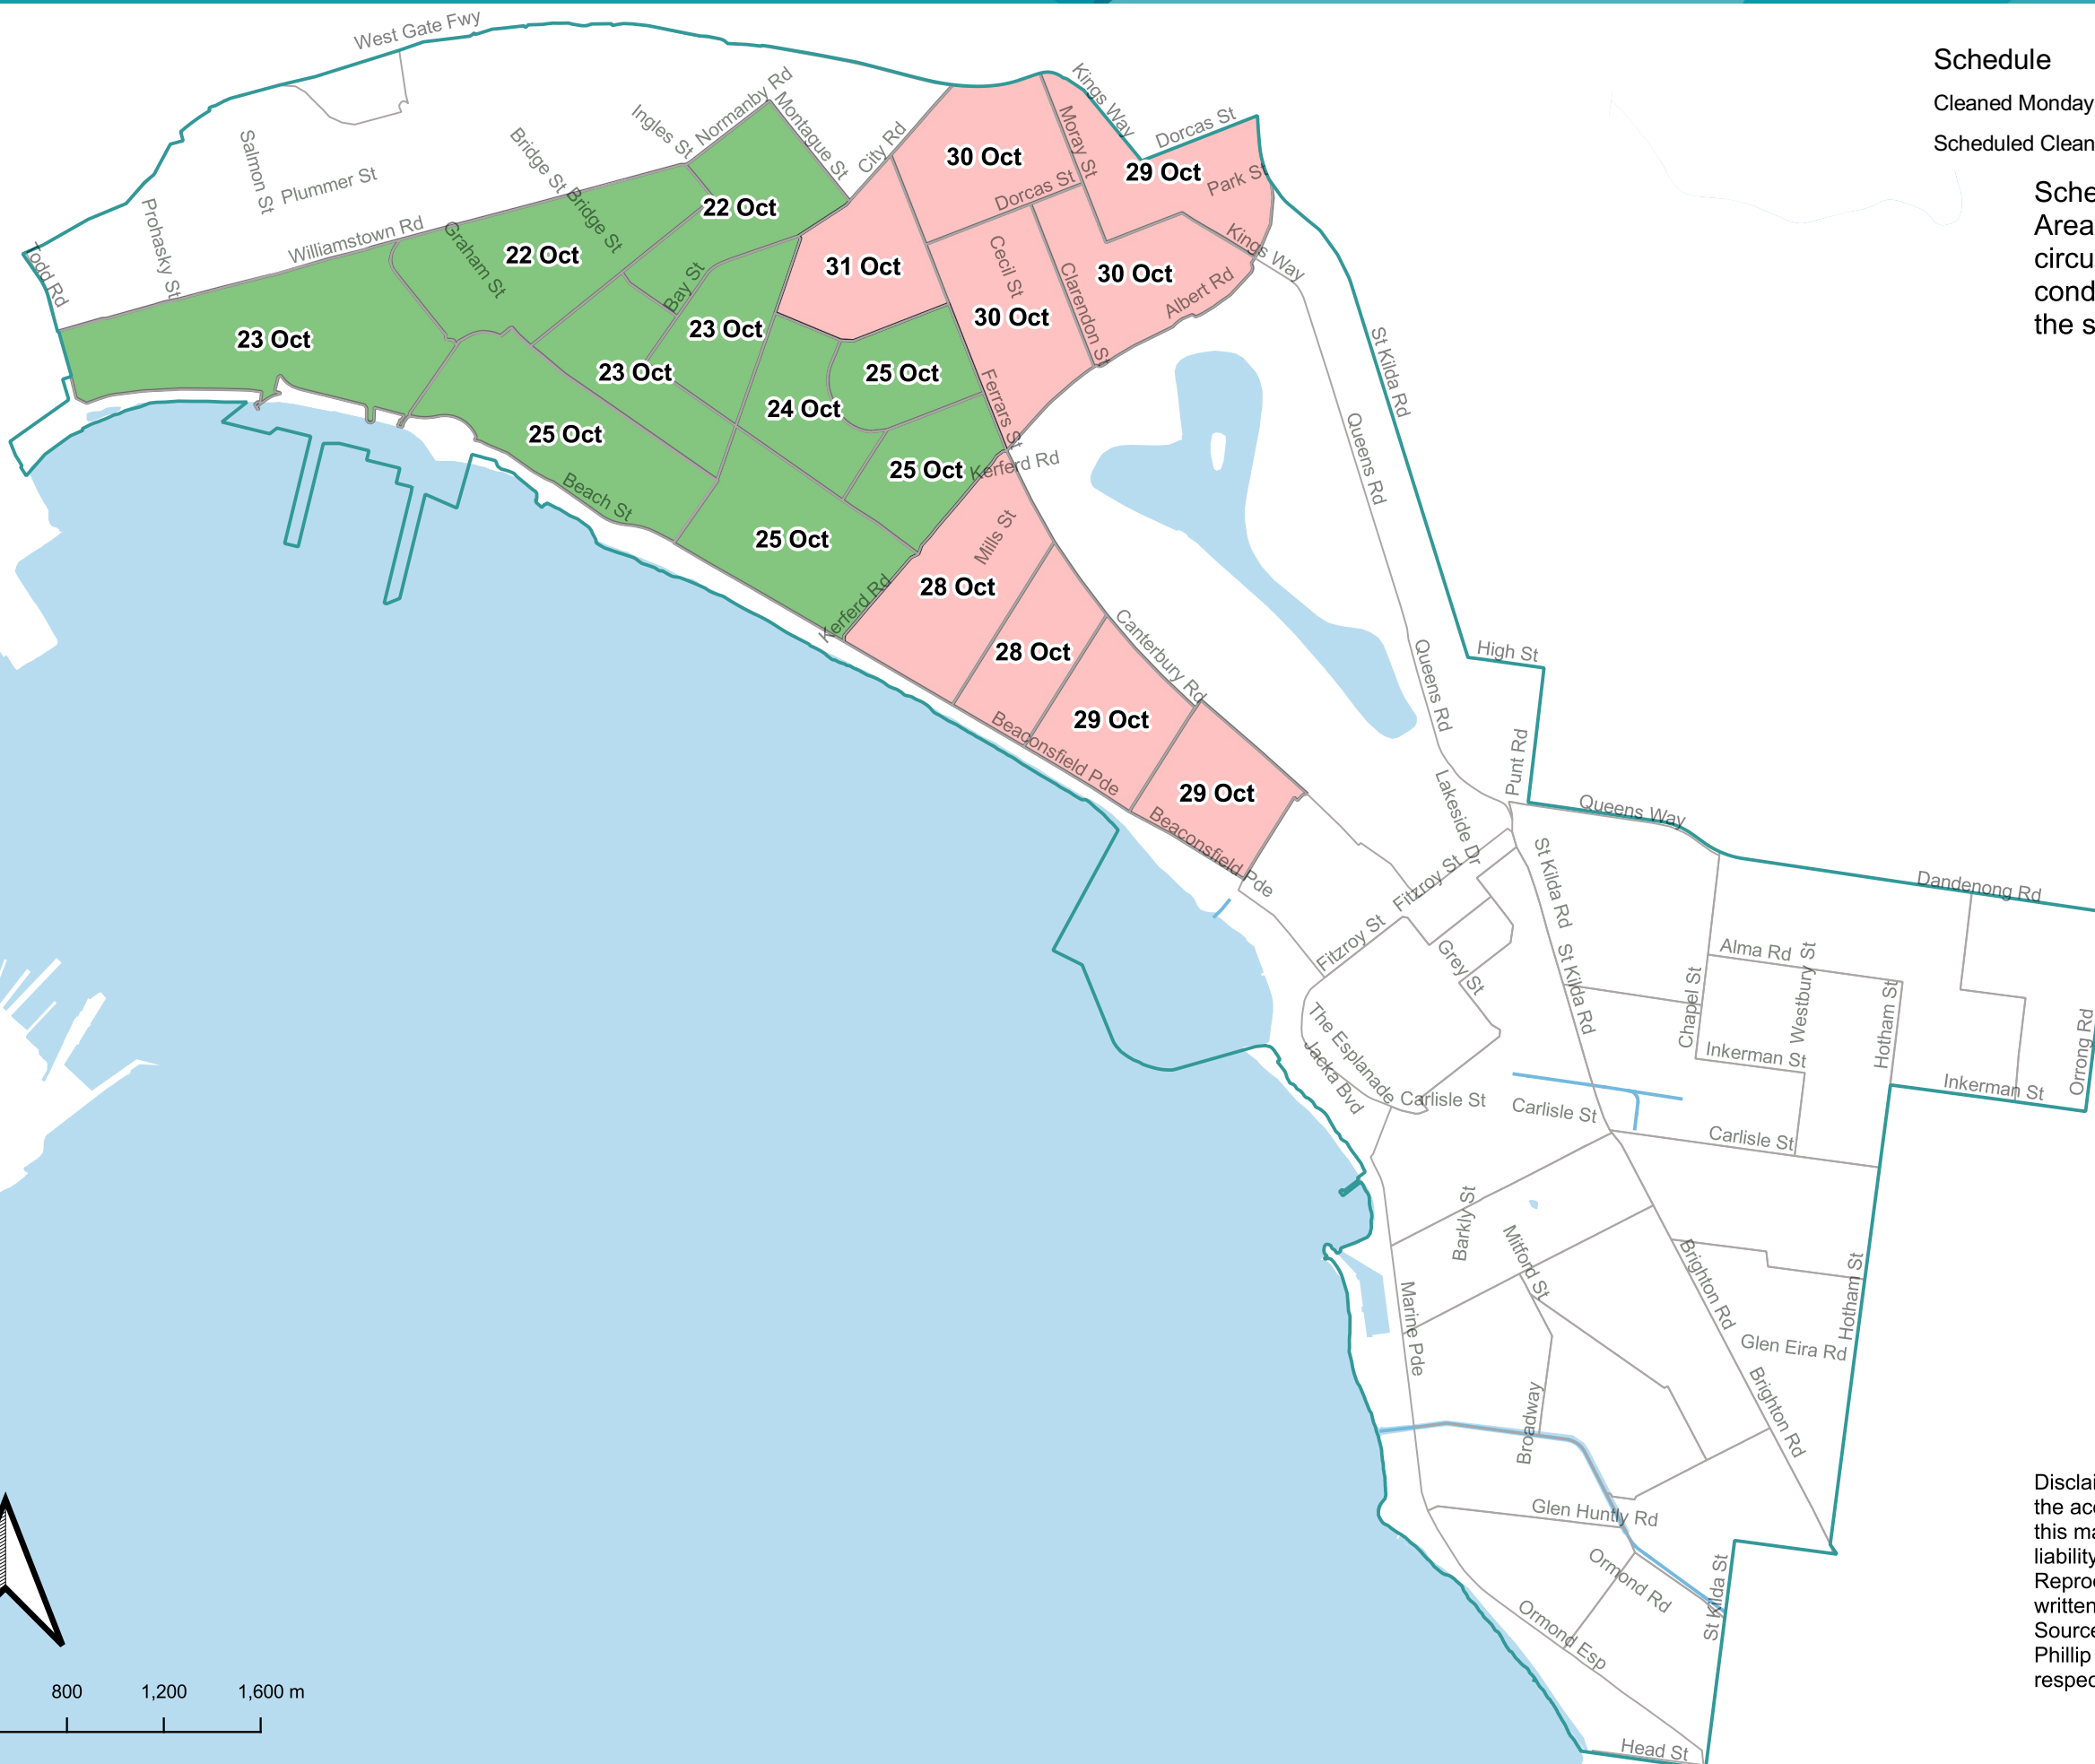 West Gate Fwy
Schedule
Cleaned Monday
Scheduled Clean
Sche
Area
circu
cond
the s
Kings Way
Normanby Rd
Ingles St
Montague St
City Rd
Moray St
Dorcas St
Salmon St
Plummer St
Bridge St
Bridge St
30 Oct
29 Oct
Park St
Prohasky St
Williamstown Rd
Graham St
22 Oct
22 Oct
Dorcas St
Todd Rd
Bay St
31 Oct
Cecil St
Clarendon St
30 Oct
Kings Way
Albert Rd
23 Oct
23 Oct
30 Oct
23 Oct
25 Oct
24 Oct
Ferrars St
St Kilda Rd
Queens Rd
25 Oct
25 Oct
Kerferd Rd
Beach St
25 Oct
Mills St
28 Oct
Kerferd Rd
28 Oct
Canterbury Rd
Queens Rd
High St
29 Oct
Beaconsfield Pde
Punt Rd
29 Oct
Beaconsfield Pde
Lakeside Dr
Queens Way
Fitzroy St
St Kilda Rd
Dandenong Rd
Fitzroy St
Grey St
St Kilda Rd
Alma Rd
Westbury St
Chapel St
Hotham St
Orrong Rd
The Esplanade
Jacka Bvd
Inkerman St
Inkerman St
Carlisle St
Carlisle St
Carlisle St
Barkly St
Mitford St
Brighton Rd
Hotham St
Marine Pde
Glen Eira Rd
Broadway
Brighton Rd
Glen Huntly Rd
Ormond Rd
St Kilda St
Ormond Esp
Head St
Disclai
the acc
this ma
liability
Reprod
written
Source
Phillip
respec
800
1,200
1,600 m